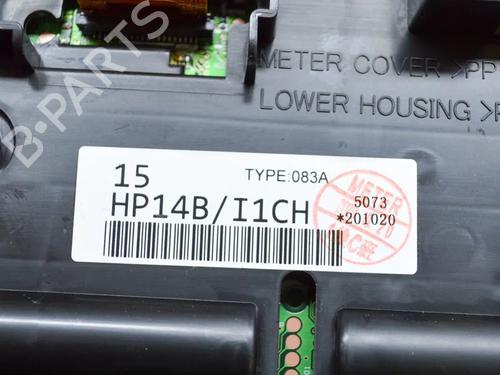 METER COVER >PP
LOWER HOUSING >P
15 TYPE:083A
HP14B/I1CH
METER
5073
*201020
B-PARTS